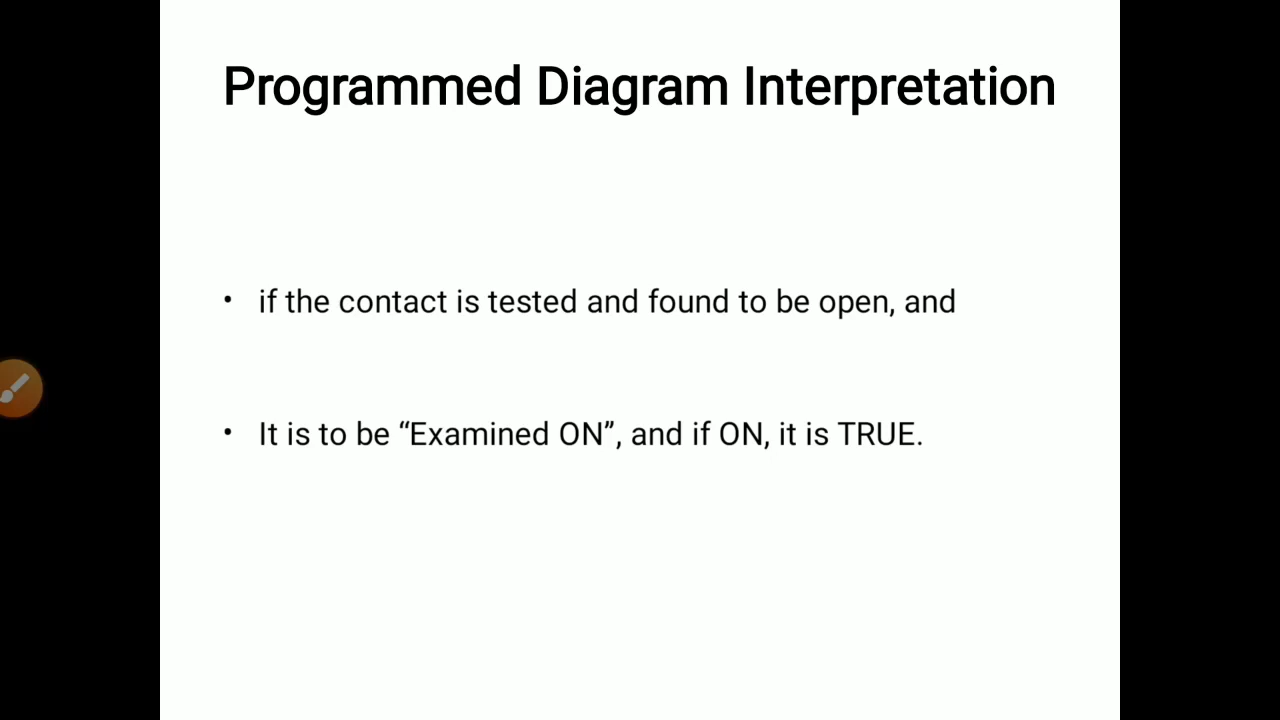 Programmed Diagram Interpretation
• if the contact is tested and found to be open, and
• It is to be “Examined ON”, and if ON, it is TRUE.